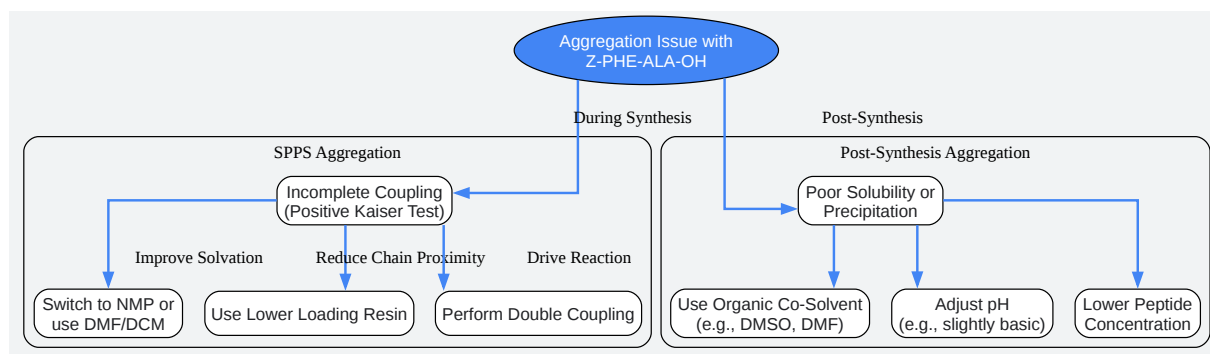 Aggregation Issue with
Z-PHE-ALA-OH
During Synthesis
Post-Synthesis
SPPS Aggregation
Post-Synthesis Aggregation
Incomplete Coupling
(Positive Kaiser Test)
Poor Solubility or
Precipitation
Improve Solvation
Reduce Chain Proximity
Drive Reaction
Switch to NMP or
use DMF/DCM
Use Lower Loading Resin
Perform Double Coupling
Use Organic Co-Solvent
(e.g., DMSO, DMF)
Adjust pH
(e.g., slightly basic)
Lower Peptide
Concentration